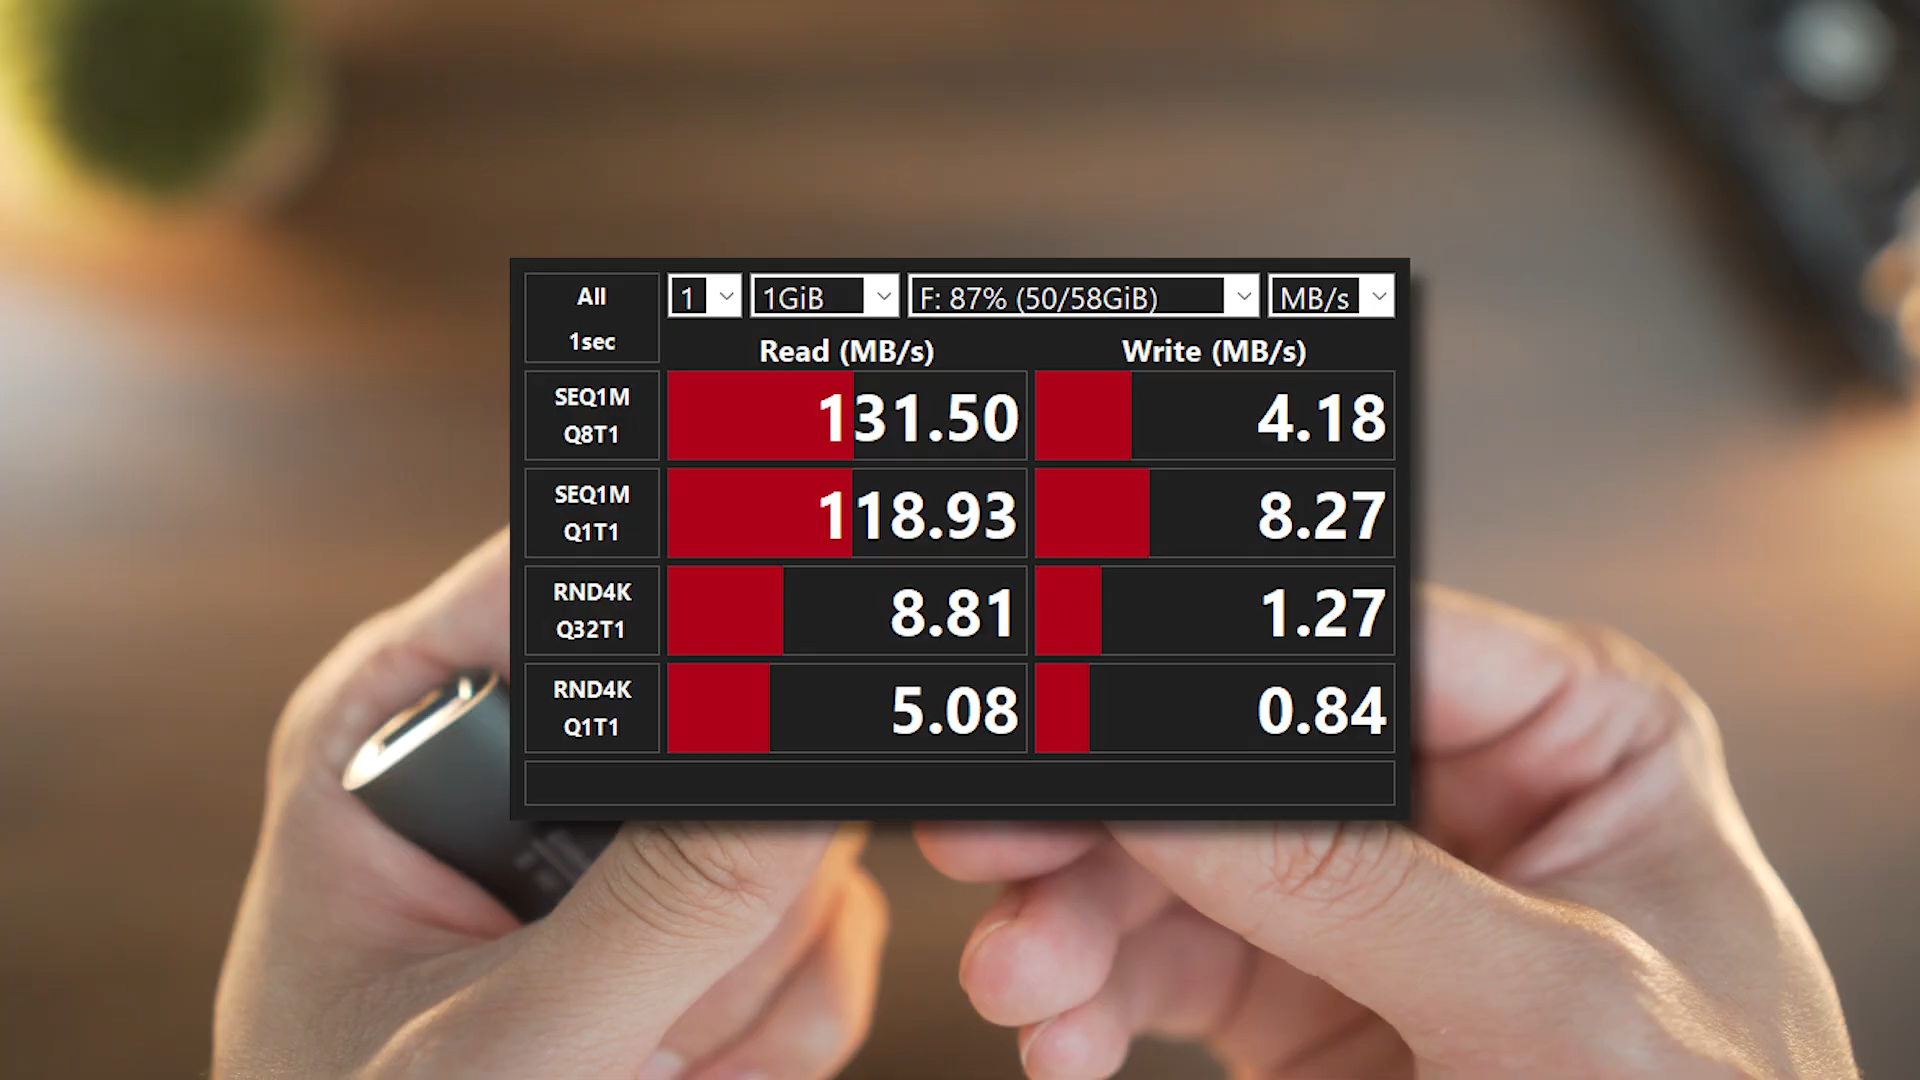 All
1sec
1
1GiB
F: 87% (50/58GiB)
MB/s
Read (MB/s)
Write (MB/s)
SEQ1M
Q8T1
131.50
4.18
SEQ1M
Q1T1
118.93
8.27
RND4K
Q32T1
8.81
1.27
RND4K
Q1T1
5.08
0.84